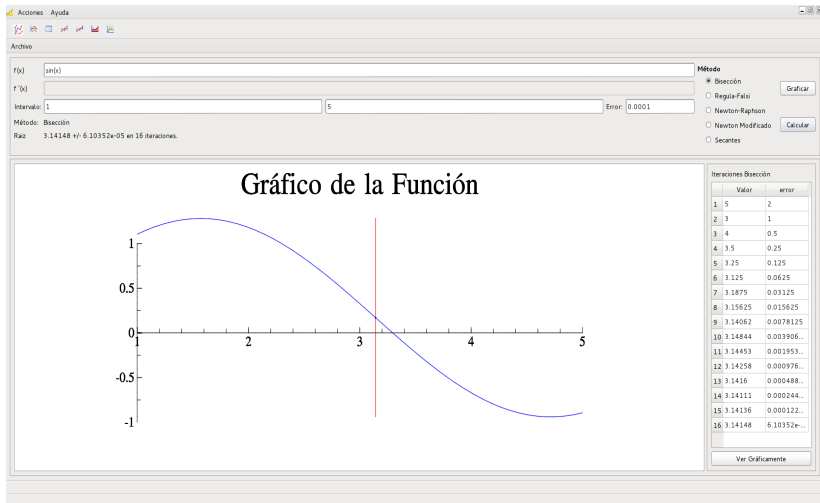 Acciones Ayuda
Archivo
f(x) sin(x)
f '(x)
Intervalo: 1 5 Error: 0.0001
Método: Bisección
Raiz 3.14148 +/- 6.10352e-05 en 16 iteraciones.
Método
Bisección
Regula-Falsi
Newton-Raphson
Newton Modificado
Secantes
Graficar
Calcular
Gráfico de la Función
1
0.5
0
-0.5
-1
1 2 3 4 5
Iteraciones Bisección
Valor error
1 5 2
2 3 1
3 4 0.5
4 3.5 0.25
5 3.25 0.125
6 3.125 0.0625
7 3.1875 0.03125
8 3.15625 0.015625
9 3.14062 0.0078125
10 3.14844 0.003906...
11 3.14453 0.001953...
12 3.14258 0.000976...
13 3.1416 0.000488...
14 3.14111 0.000244...
15 3.14136 0.000122...
16 3.14148 6.10352e-...
Ver Gráficamente